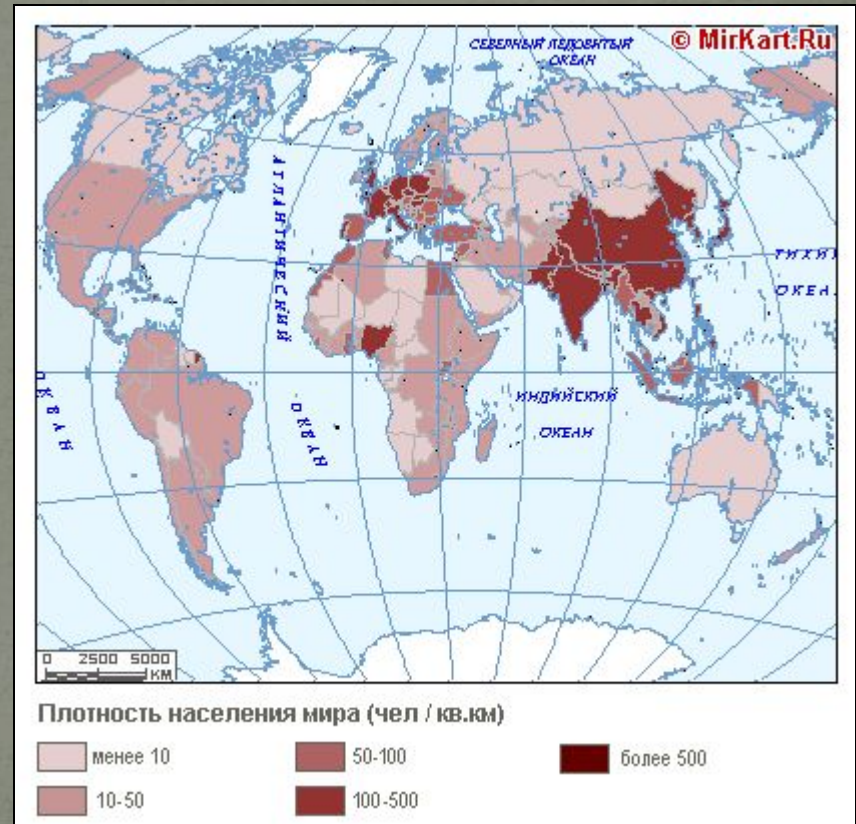 © MirKart.Ru
СЕВЕРНЫЙ ЛЕДОВИТЫЙ
ОКЕАН
АТЛАНТИЧЕСКИЙ
ОКЕАН
ТИХИЙ
ОКЕА
ОКЕАН
ИНДИЙСКИЙ
ОКЕАН
0 2500 5000
КМ
Плотность населения мира (чел / кв.км)
менее 10
50-100
более 500
10-50
100-500